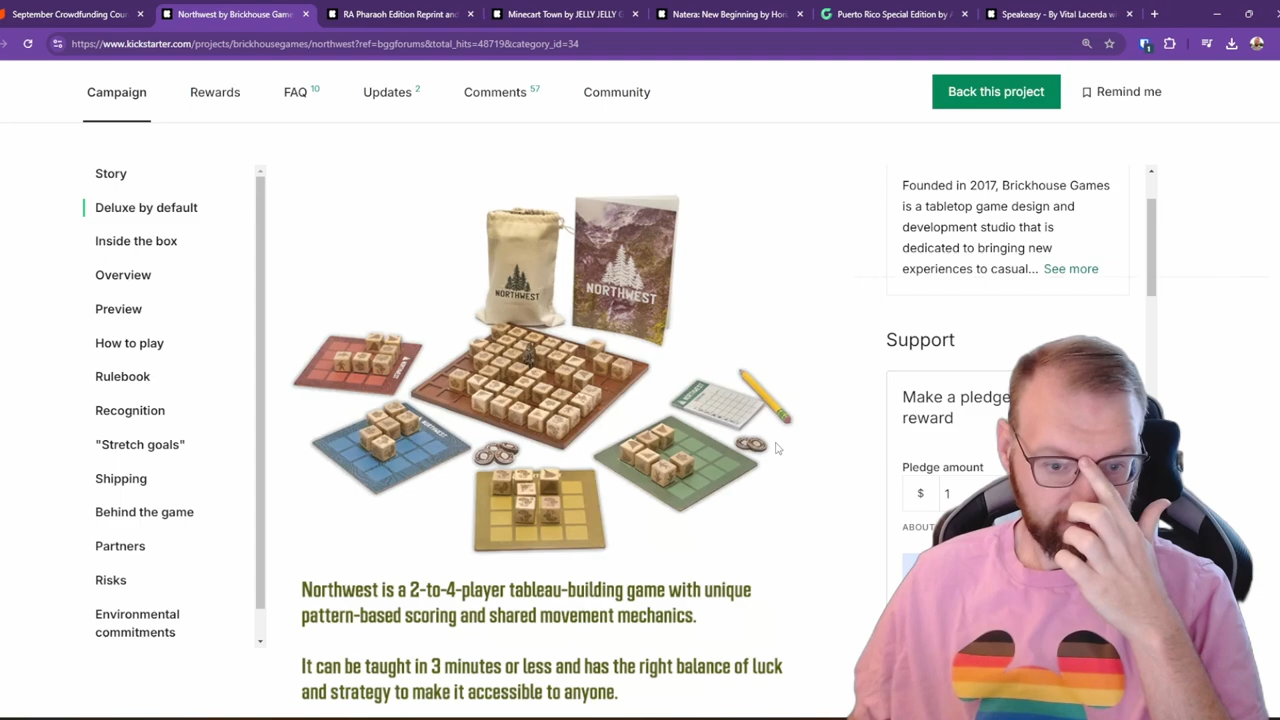 September Crowdfunding Cou
Northwest by Brickhouse Gam
RA Pharaoh Edition Reprint and
Minecart Town by JELLY JELLY G
Natera: New Beginning by Hori
Puerto Rico Special Edition by A
Speakeasy - By Vital Lacerda w
https://www.kickstarter.com/projects/brickhousegames/northwest?ref=bggforums&total_hits=48719&category_id=34
Campaign
Rewards
FAQ 10
Updates 2
Comments 57
Community
Back this project
Remind me
Story
Deluxe by default
Inside the box
Overview
Preview
How to play
Rulebook
Recognition
"Stretch goals"
Shipping
Behind the game
Partners
Risks
Environmental
commitments
NORTHWEST
NORTHWEST
NORTHWEST
NORTHWEST
NORTHWEST
Northwest is a 2-to-4-player tableau-building game with unique
pattern-based scoring and shared movement mechanics.
It can be taught in 3 minutes or less and has the right balance of luck
and strategy to make it accessible to anyone.
Founded in 2017, Brickhouse Games
is a tabletop game design and
development studio that is
dedicated to bringing new
experiences to casual... See more
Support
Make a pledge
reward
Pledge amount
$ 1
ABOUT